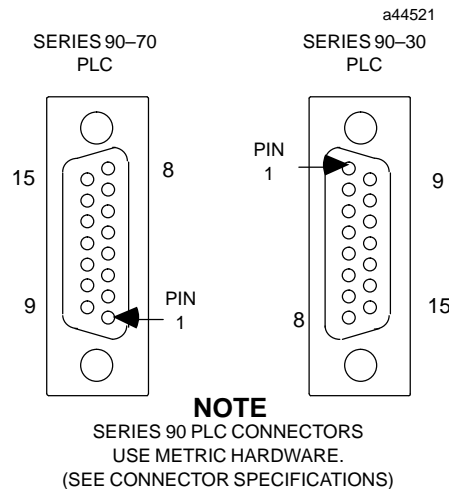 a44521
SERIES 90–70
PLC
SERIES 90–30
PLC
15
8
9
PIN
1
PIN
1
9
8
15
NOTE
SERIES 90 PLC CONNECTORS
USE METRIC HARDWARE.
(SEE CONNECTOR SPECIFICATIONS)